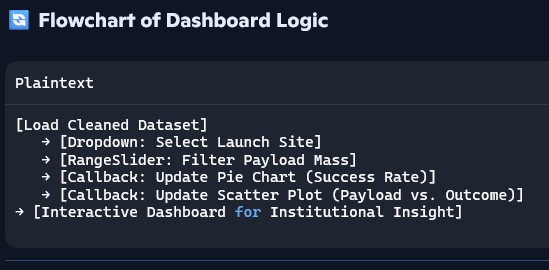 🔄 Flowchart of Dashboard Logic
Plaintext
[Load Cleaned Dataset]
   → [Dropdown: Select Launch Site]
   → [RangeSlider: Filter Payload Mass]
   → [Callback: Update Pie Chart (Success Rate)]
   → [Callback: Update Scatter Plot (Payload vs. Outcome)]
→ [Interactive Dashboard for Institutional Insight]